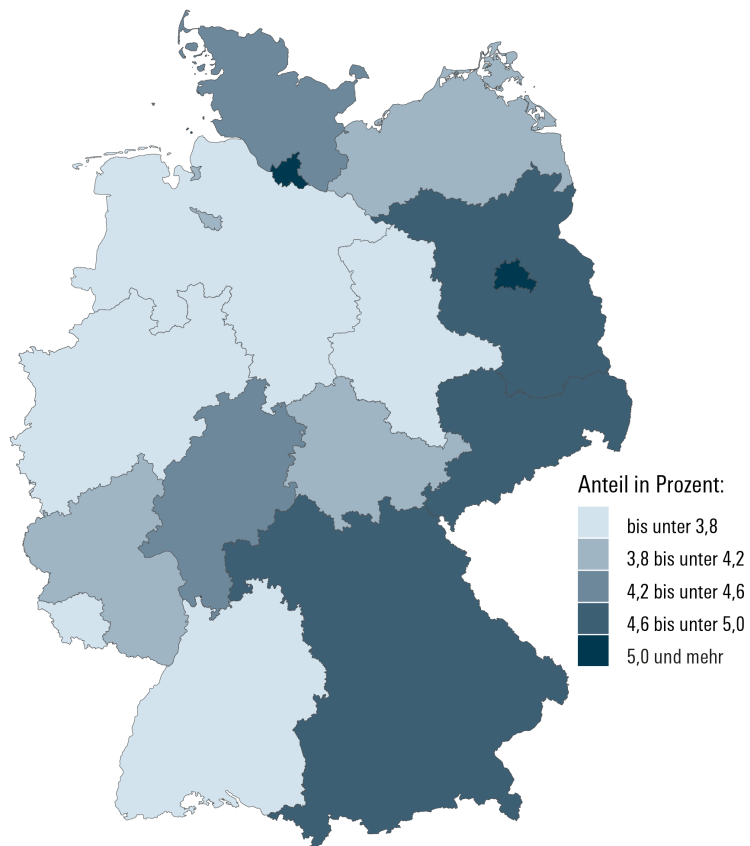 Anteil in Prozent:
bis unter 3,8
3,8 bis unter 4,2
4,2 bis unter 4,6
4,6 bis unter 5,0
5,0 und mehr